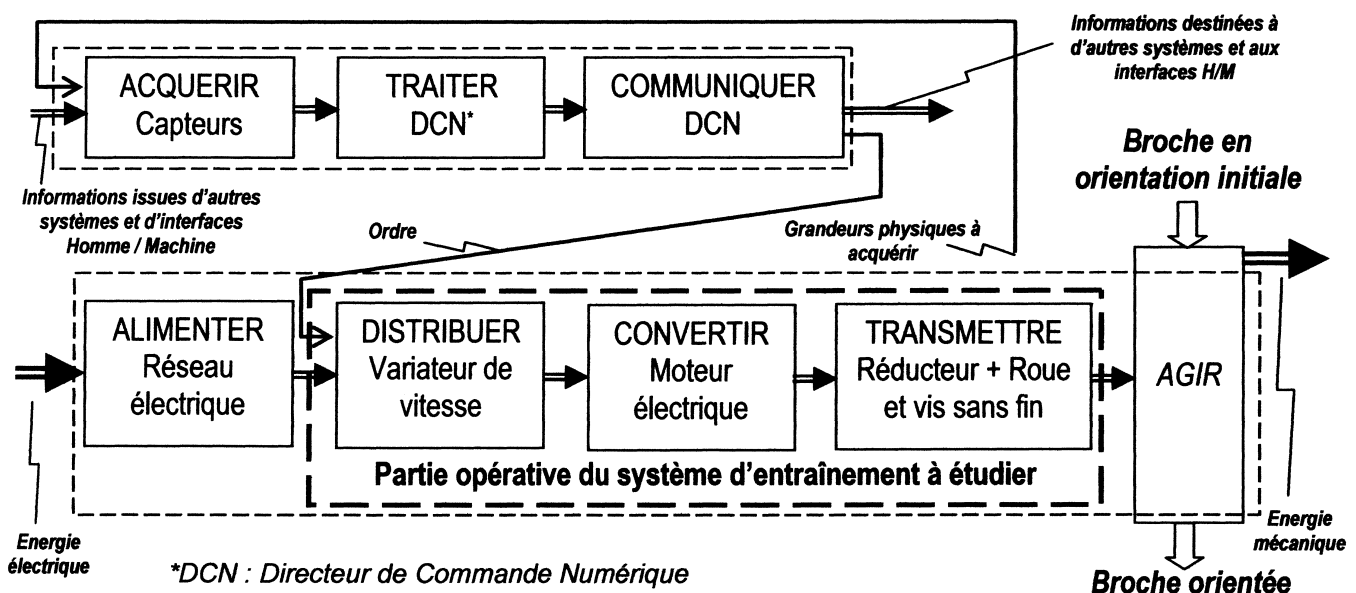 Informations destinées à
d'autres systèmes et aux
interfaces H/M
ACQUERIR
Capteurs
TRAITER
DCN*
COMMUNIQUER
DCN
Broche en
orientation initiale
Informations issues d'autres
systèmes et d'interfaces
Homme / Machine
Ordre
Grandeurs physiques à
acquérir
ALIMENTER
Réseau
électrique
DISTRIBUER
Variateur de
vitesse
CONVERTIR
Moteur
électrique
TRANSMETTRE
Réducteur + Roue
et vis sans fin
AGIR
Partie opérative du système d'entraînement à étudier
Energie
électrique
Energie
mécanique
*DCN : Directeur de Commande Numérique
Broche orientée